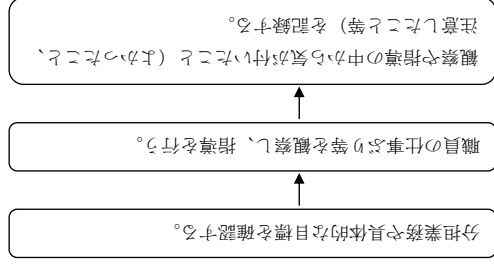 分担業務や具体的な目標を確認する。
職員の仕事ぶり等を観察し、指導を行う。
観察や指導の中から気が付いたこと（よかったこと、
注意したこと等）を記録する。